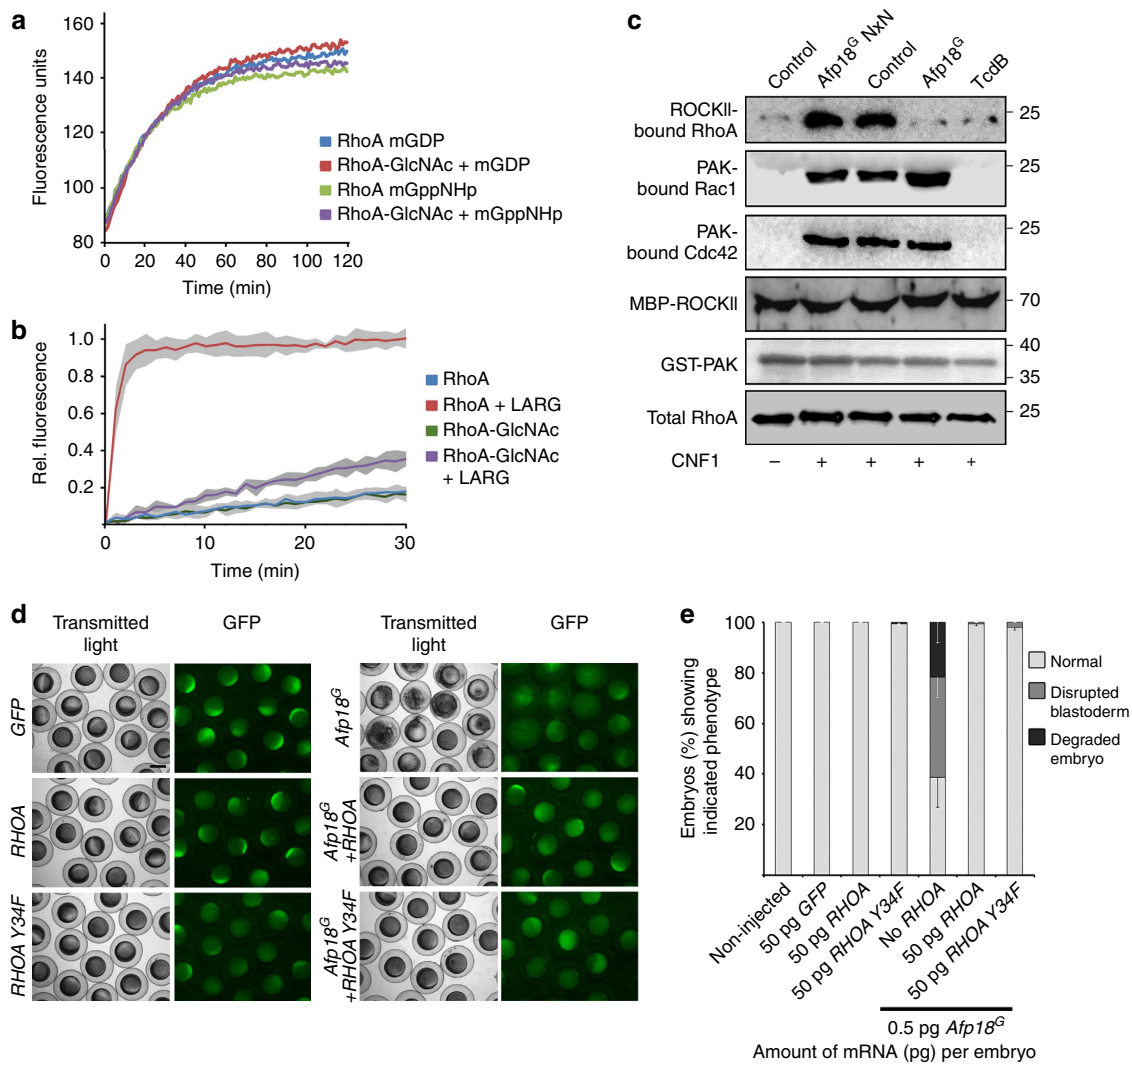 a
160
140
120
100
80
Fluorescence units
0 20 40 60 80 100 120
Time (min)
RhoA mGDP
RhoA-GlcNAc + mGDP
RhoA mGppNHp
RhoA-GlcNAc + mGppNHp
b
1.0
0.8
0.6
0.4
0.2
Rel. fluorescence
0 10 20 30
Time (min)
RhoA
RhoA + LARG
RhoA-GlcNAc
RhoA-GlcNAc
+ LARG
c
Control
Afp18ᴳ NxN
Control
Afp18ᴳ
TcdB
ROCKII-
bound RhoA
25
PAK-
bound Rac1
25
PAK-
bound Cdc42
25
MBP-ROCKII
70
GST-PAK
40
35
Total RhoA
25
CNF1 – + + + +
d
Transmitted
light
GFP
Transmitted
light
GFP
GFP
Afp18ᴳ
RHOA
Afp18ᴳ
+RHOA
RHOA Y34F
Afp18ᴳ
+RHOA Y34F
e
100
80
60
40
20
Embryos (%) showing
indicated phenotype
Normal
Disrupted
blastoderm
Degraded
embryo
Non-injected
50 pg GFP
50 pg RHOA
50 pg RHOA Y34F
No RHOA
50 pg RHOA
50 pg RHOA Y34F
0.5 pg Afp18ᴳ
Amount of mRNA (pg) per embryo